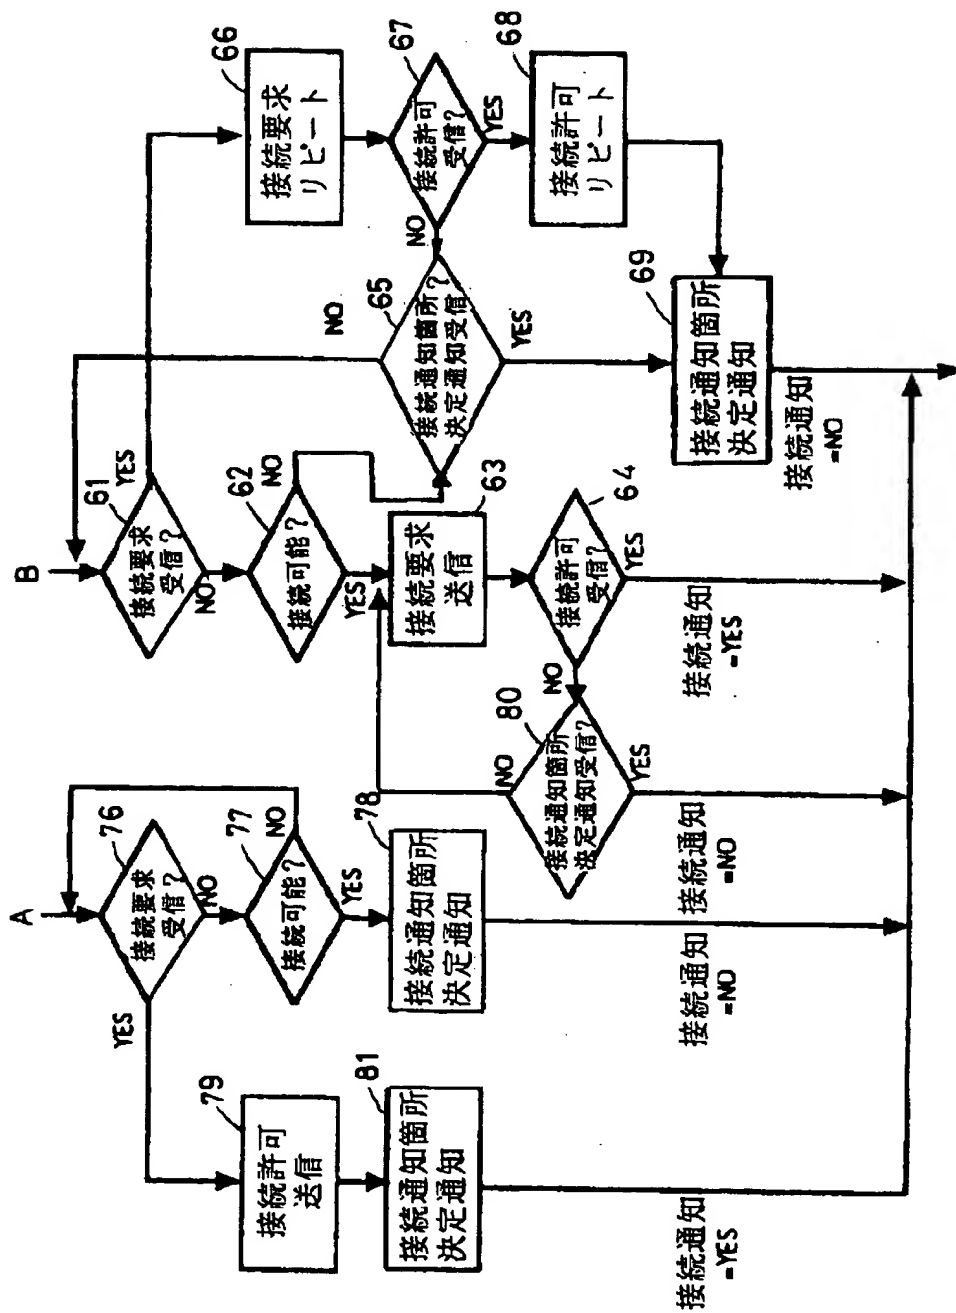 A
76
接続要求
受信?
YES
NO
77
接続可能?
NO
YES
78
接続通知箇所
決定通知
接続通知
=NO
79
接続許可
送信
81
接続通知箇所
決定通知
接続通知
=YES
B
61
接続要求
受信?
YES
NO
62
接続可能?
NO
YES
63
接続要求
送信
64
接続許可
受信?
NO
YES
接続通知
=YES
80
接続通知箇所
決定通知受信?
NO
YES
接続通知
=NO
66
接続要求
リピート
67
接続許可
受信?
NO
YES
68
接続許可
リピート
65
接続通知箇所?
決定通知受信
NO
YES
69
接続通知箇所
決定通知
接続通知
=NO